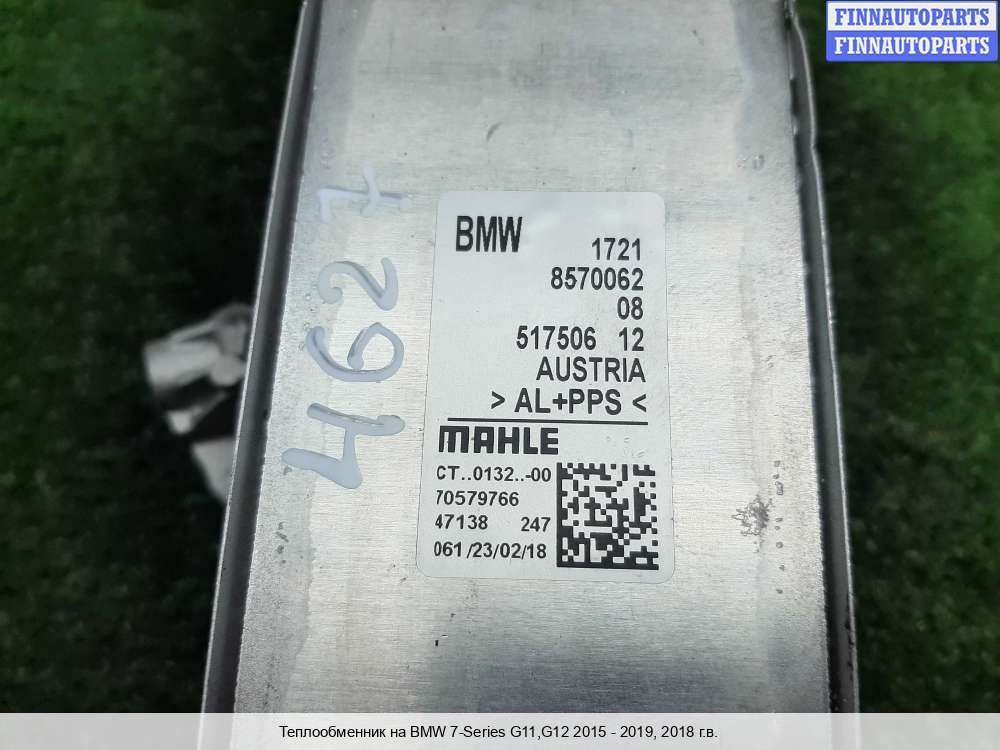 FINNAUTOPARTS
FINNAUTOPARTS
4627
BMW 1721
8570062
08
517506 12
AUSTRIA
> AL+PPS <
MAHLE
CT..0132..-00
70579766
47138 247
061/23/02/18
Теплообменник на BMW 7-Series G11,G12 2015 - 2019, 2018 г.в.